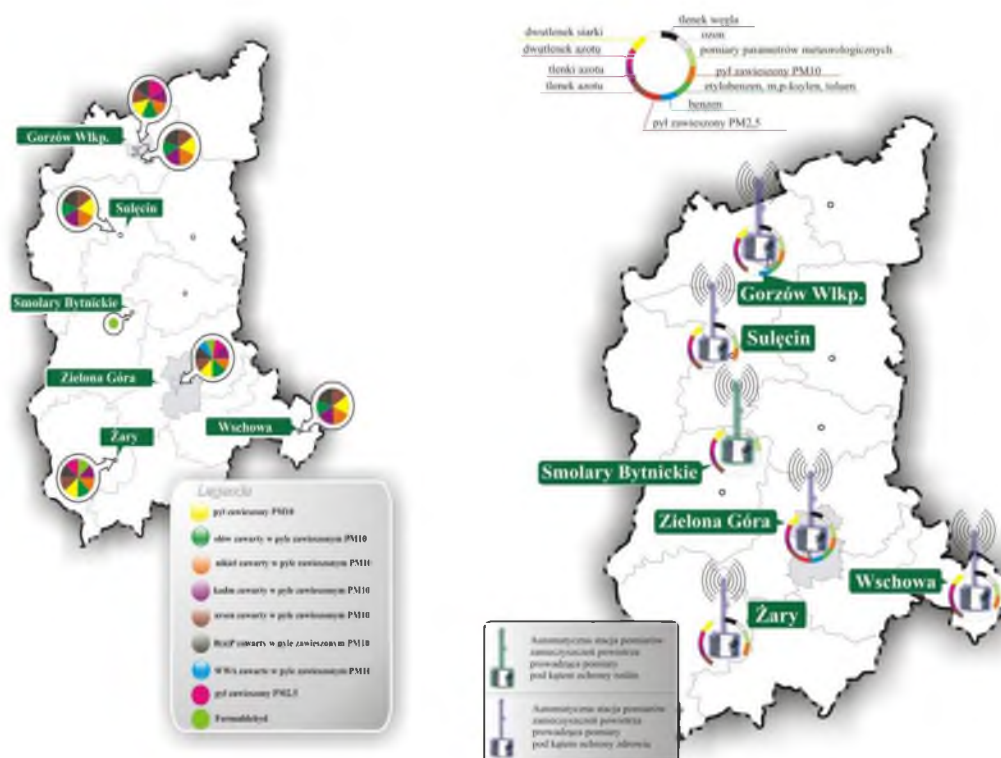 Gorzów Wlkp.
Sulęcin
Smolary Bytnickie
Zielona Góra
Wschowa
Żary
Legenda
pył zawieszony PM10
ołów zawarty w pyle zawieszonym PM10
nikiel zawarty w pyle zawieszonym PM10
kadm zawarty w pyle zawieszonym PM10
arsen zawarty w pyle zawieszonym PM10
B(a)P zawarty w pyle zawieszonym PM10
WWA zawarte w pyle zawieszonym PM10
pył zawieszony PM2,5
Formaldehyd
tlenek węgla
dwutlenek siarki
ozon
dwutlenek azotu
pomiary parametrów meteorologicznych
tlenki azotu
pył zawieszony PM10
tlenek azotu
etylobenzen, m,p-ksylen, toluen
benzen
pył zawieszony PM2,5
Gorzów Wlkp.
Sulęcin
Smolary Bytnickie
Zielona Góra
Wschowa
Żary
Automatyczna stacja pomiarów
zanieczyszczeń powietrza
prowadząca pomiary
pod kątem ochrony roślin
Automatyczna stacja pomiarów
zanieczyszczeń powietrza
prowadząca pomiary
pod kątem ochrony zdrowia